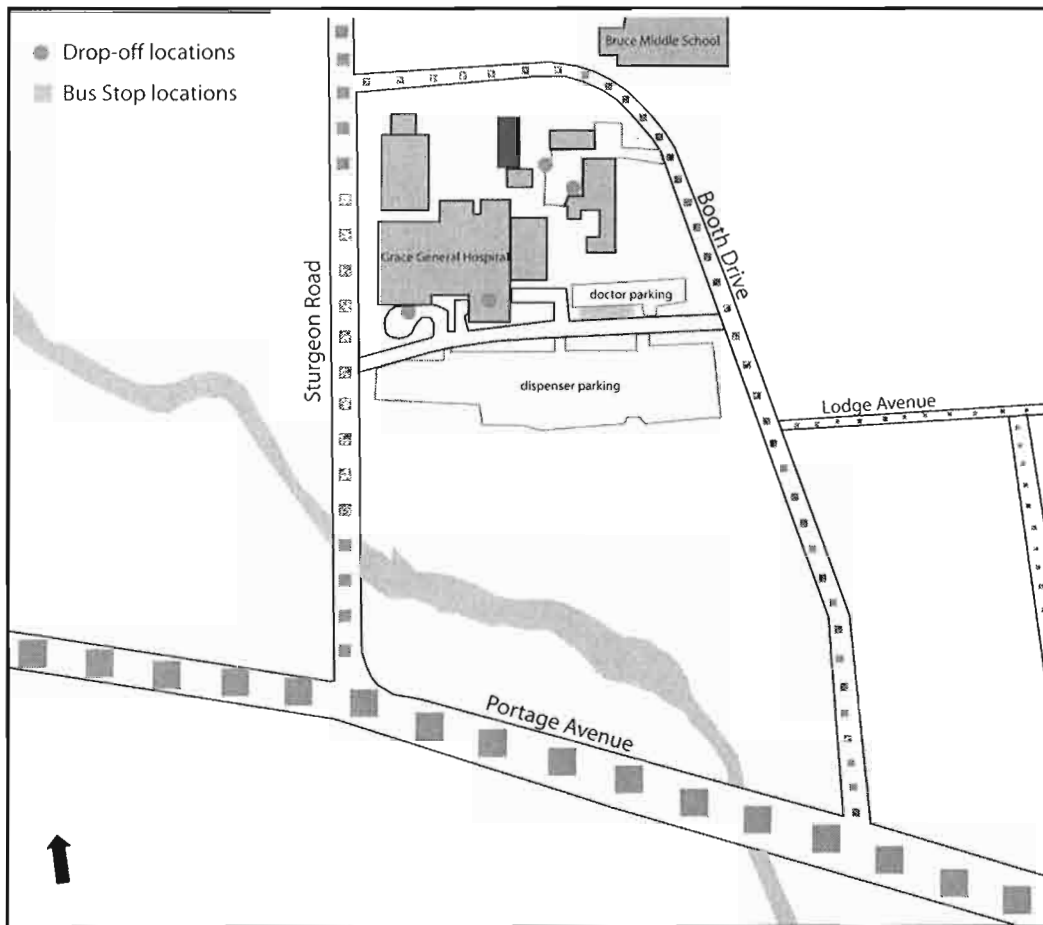 Drop-off locations
Bus Stop locations
Bruce Middle School
Booth Drive
Grace General Hospital
Sturgeon Road
doctor parking
dispenser parking
Lodge Avenue
Portage Avenue